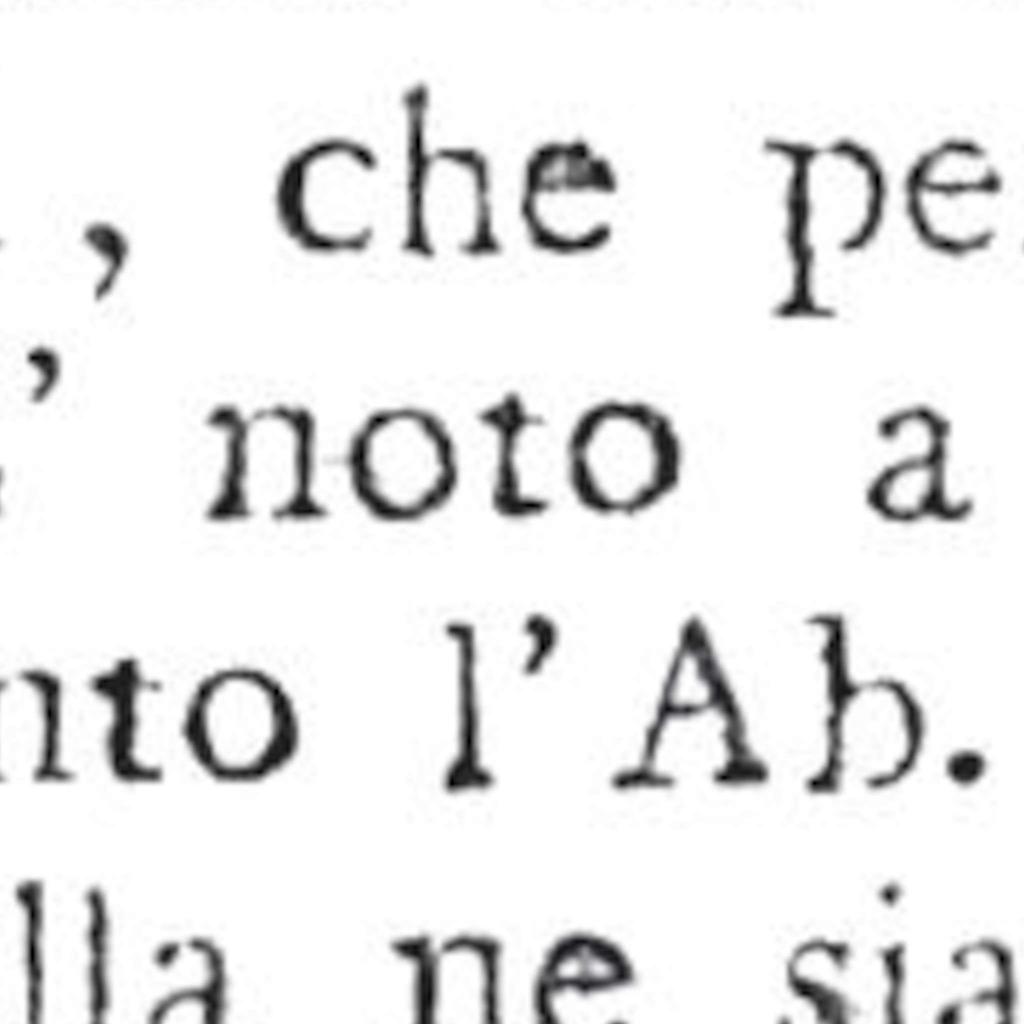 , che pe
’ noto a
nto l’Ab.
lla ne sia